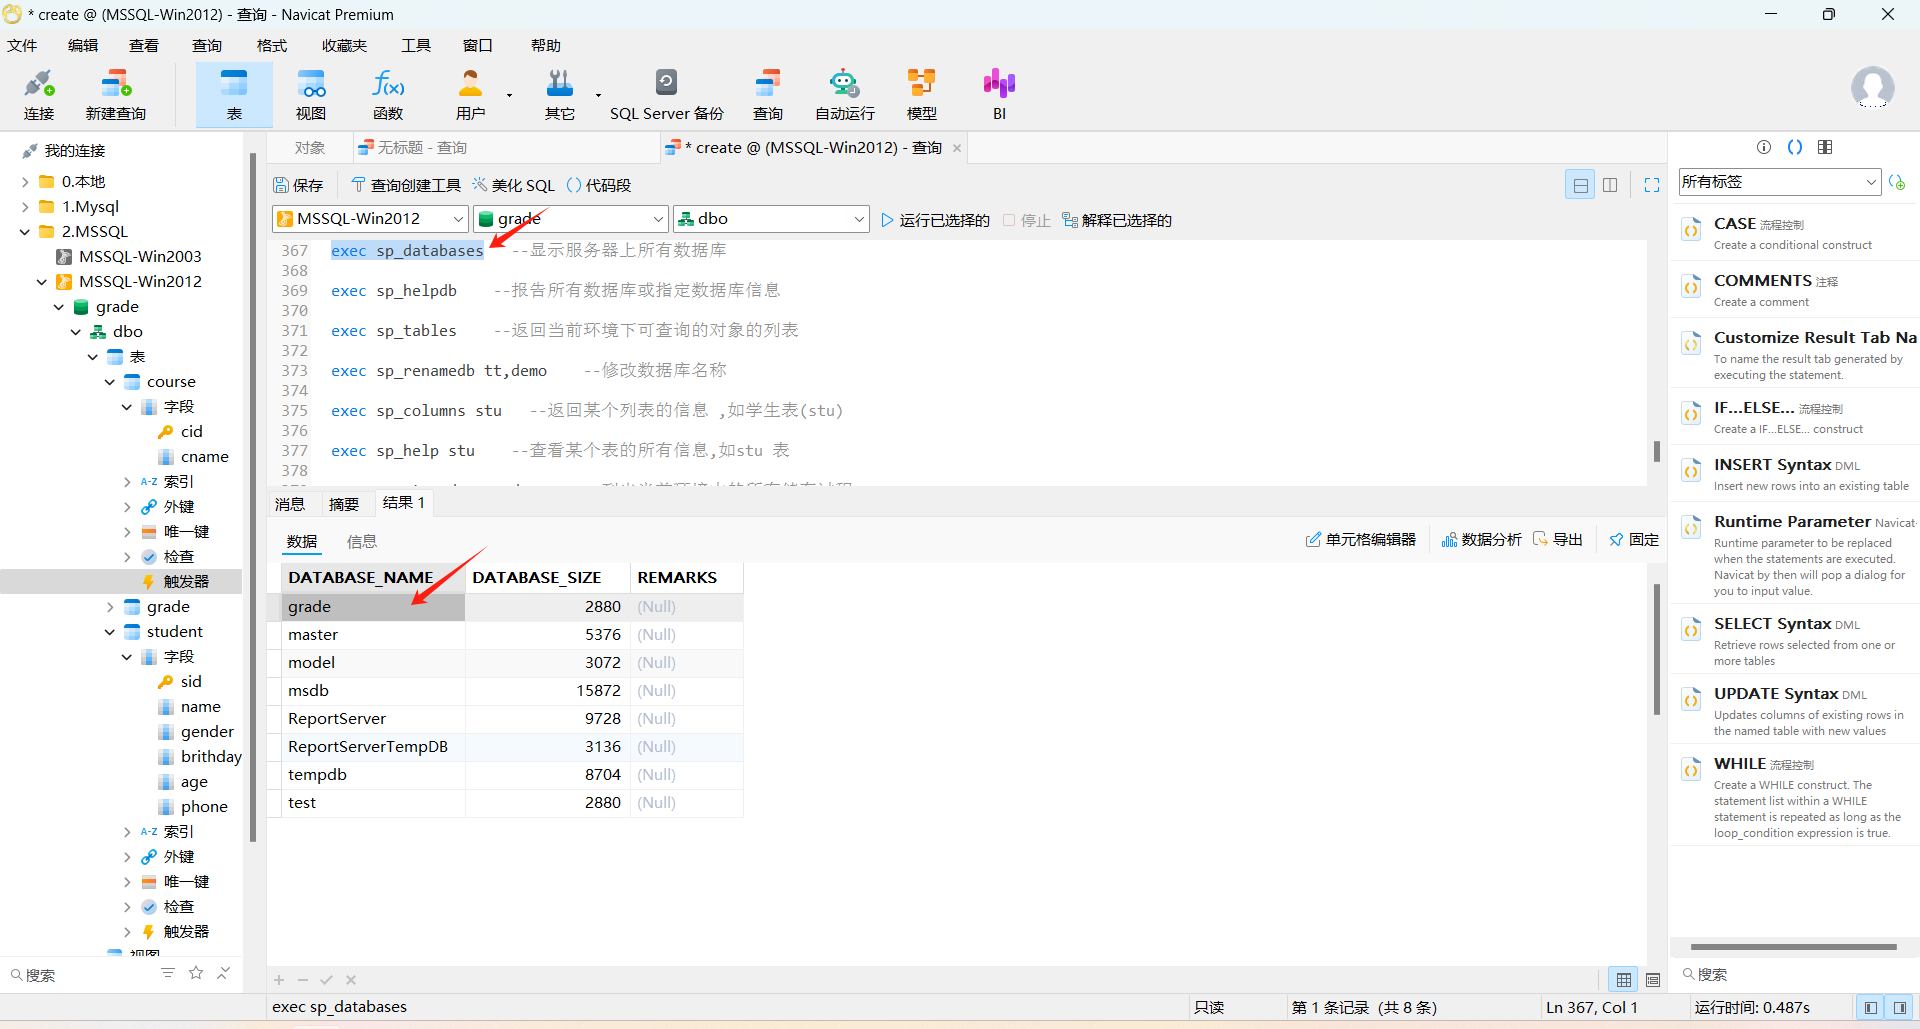 * create @ (MSSQL-Win2012) - 查询 - Navicat Premium
文件 编辑 查看 查询 格式 收藏夹 工具 窗口 帮助
连接 新建查询 表 视图 函数 用户 其它 SQL Server 备份 查询 自动运行 模型 BI
我的连接
0.本地
1.Mysql
2.MSSQL
MSSQL-Win2003
MSSQL-Win2012
grade
dbo
表
course
字段
cid
cname
A-Z 索引
外键
唯一键
检查
触发器
grade
student
字段
sid
name
gender
brithday
age
phone
A-Z 索引
外键
唯一键
检查
触发器
视图
搜索
对象 无标题 - 查询 * create @ (MSSQL-Win2012) - 查询
保存 查询创建工具 美化 SQL 代码段
MSSQL-Win2012 grade dbo 运行已选择的 停止 解释已选择的
367 exec sp_databases --显示服务器上所有数据库
368
369 exec sp_helpdb --报告所有数据库或指定数据库信息
370
371 exec sp_tables --返回当前环境下可查询的对象的列表
372
373 exec sp_renamedb tt,demo --修改数据库名称
374
375 exec sp_columns stu --返回某个列表的信息 ,如学生表(stu)
376
377 exec sp_help stu --查看某个表的所有信息,如stu 表
378
消息 摘要 结果 1
数据 信息 单元格编辑器 数据分析 导出 固定
DATABASE_NAME DATABASE_SIZE REMARKS
grade 2880 (Null)
master 5376 (Null)
model 3072 (Null)
msdb 15872 (Null)
ReportServer 9728 (Null)
ReportServerTempDB 3136 (Null)
tempdb 8704 (Null)
test 2880 (Null)
exec sp_databases 只读 第 1 条记录 (共 8 条) Ln 367, Col 1 运行时间: 0.487s
所有标签
CASE 流程控制
Create a conditional construct
COMMENTS 注释
Create a comment
Customize Result Tab Na
To name the result tab generated by
executing the statement.
IF...ELSE... 流程控制
Create a IF...ELSE... construct
INSERT Syntax DML
Insert new rows into an existing table
Runtime Parameter Navicat
Runtime parameter to be replaced
when the statements are executed.
Navicat by then will pop a dialog for
you to input value.
SELECT Syntax DML
Retrieve rows selected from one or
more tables
UPDATE Syntax DML
Updates columns of existing rows in
the named table with new values
WHILE 流程控制
Create a WHILE construct. The
statement list within a WHILE
statement is repeated as long as the
loop_condition expression is true.
搜索